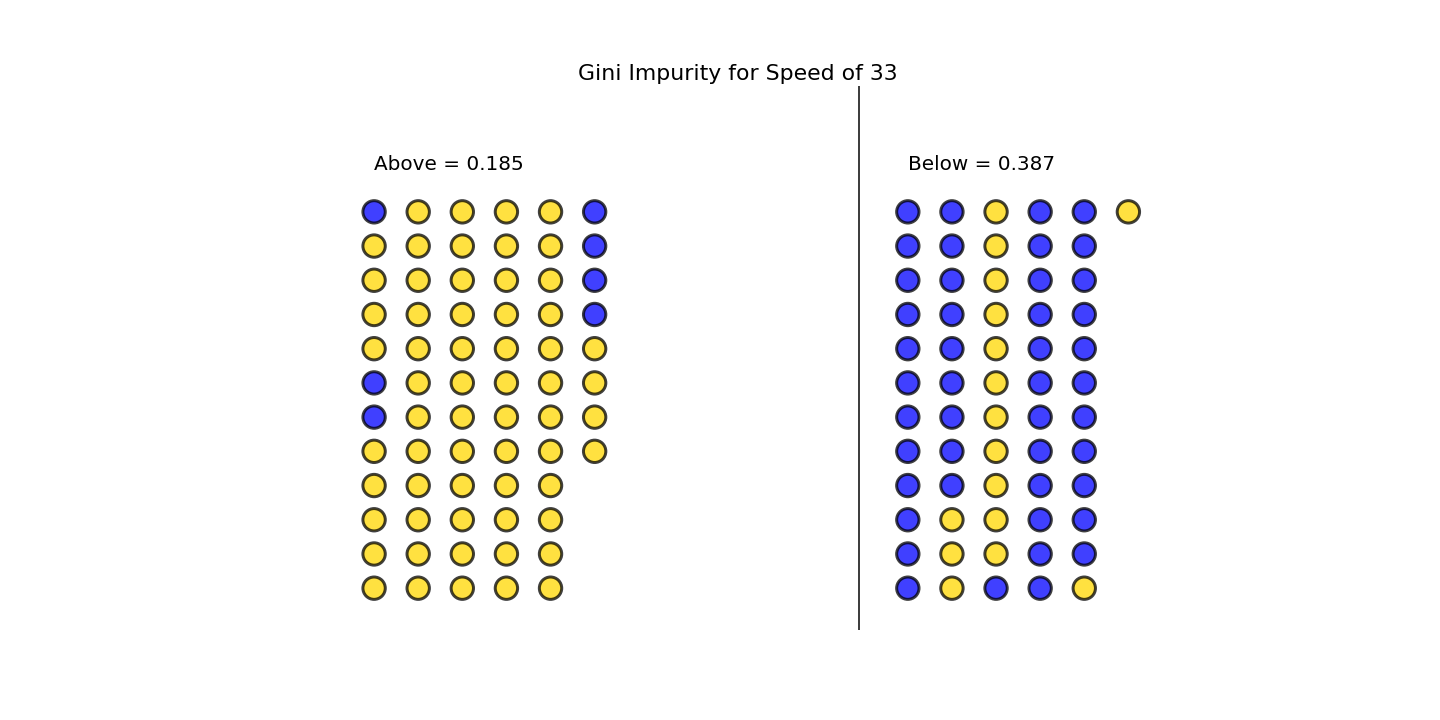 Gini Impurity for Speed of 33
Above = 0.185
Below = 0.387